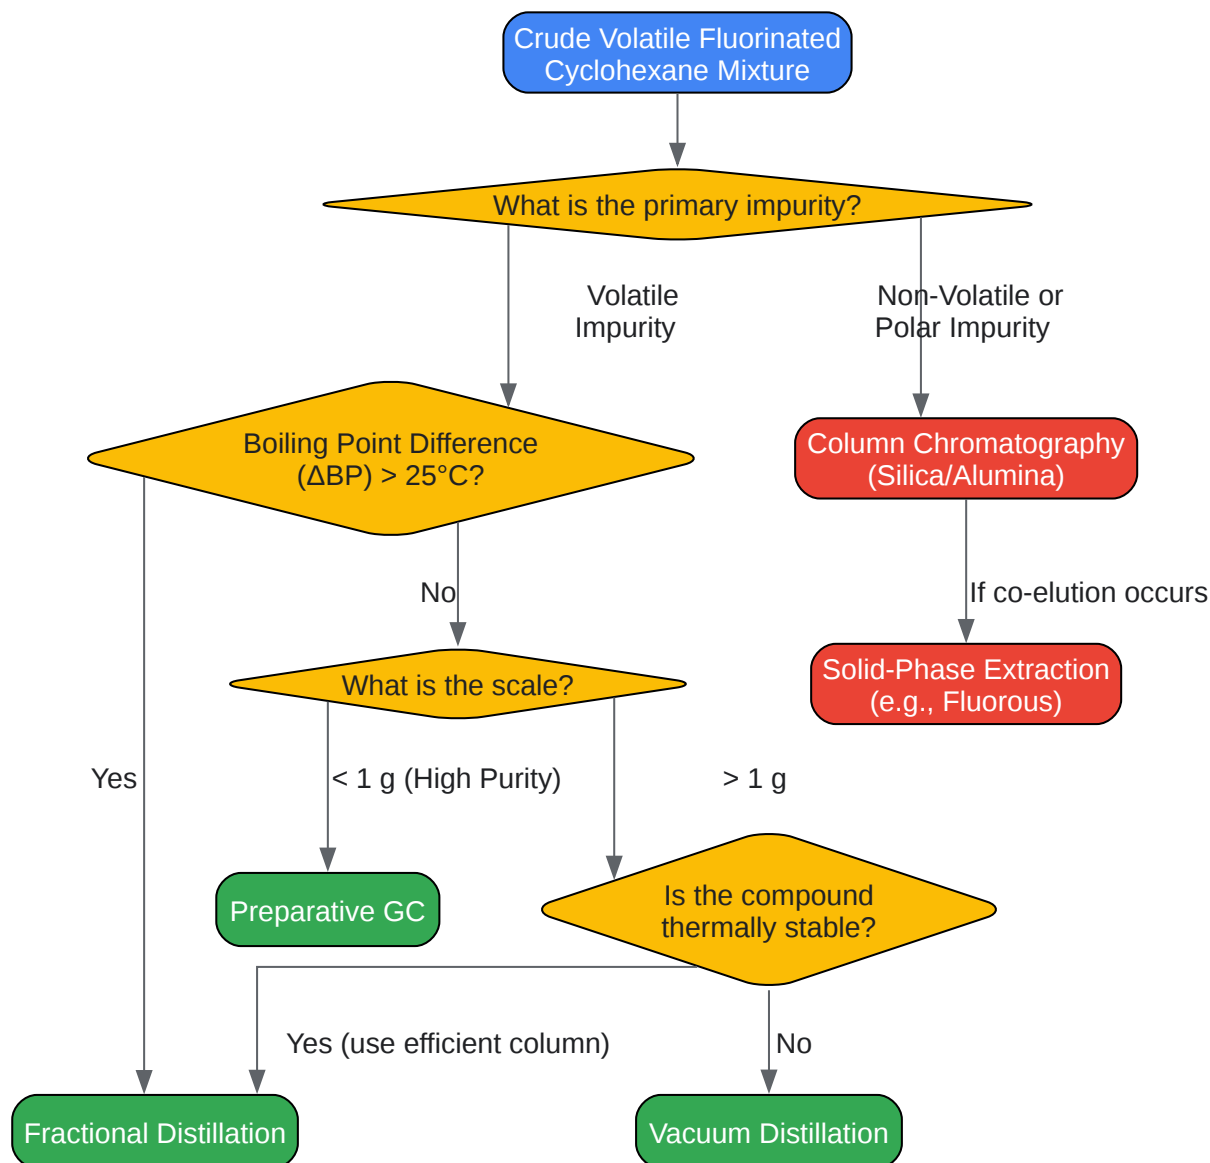 Crude Volatile Fluorinated
Cyclohexane Mixture
What is the primary impurity?
Volatile
Impurity
Non-Volatile or
Polar Impurity
Boiling Point Difference
(ΔBP) > 25°C?
Column Chromatography
(Silica/Alumina)
No
If co-elution occurs
What is the scale?
Solid-Phase Extraction
(e.g., Fluorous)
Yes
< 1 g (High Purity)
> 1 g
Preparative GC
Is the compound
thermally stable?
Yes (use efficient column)
No
Fractional Distillation
Vacuum Distillation